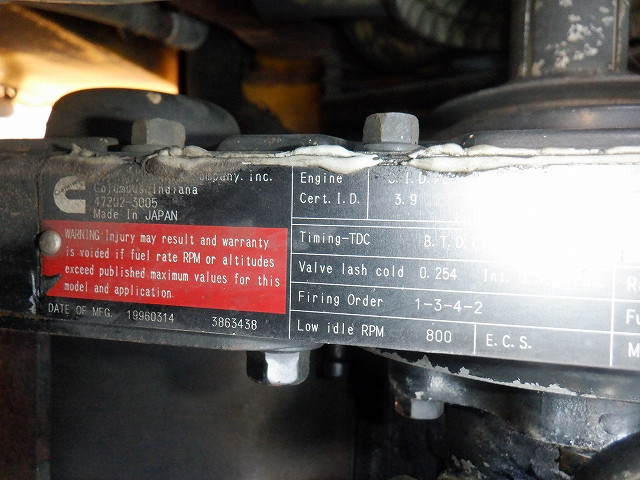 Company. Inc.
Columbus. Indiana
47202-3005
Made In JAPAN
WARNING: Injury may result and warranty
is voided if fuel rate RPM or altitudes
exceed published maximum values for this
model and application.
DATE OF MFG. 19960314 3863438
Engine
Cert. I.D. 3.9
Timing-TDC B. T. D.
Valve lash cold 0.254
Firing Order 1-3-4-2
Low idle RPM 800 E. C. S.